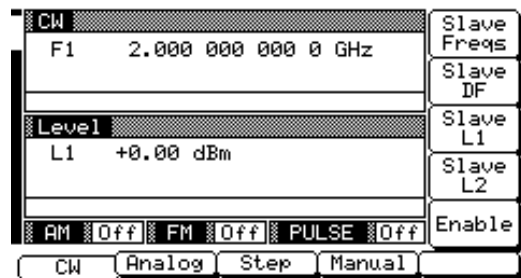 CW
F1 2.000 000 000 0 GHz
Level
L1 +0.00 dBm
AM Off FM Off PULSE Off
CW Analog Step Manual
Slave
Freqs
Slave
DF
Slave
L1
Slave
L2
Enable